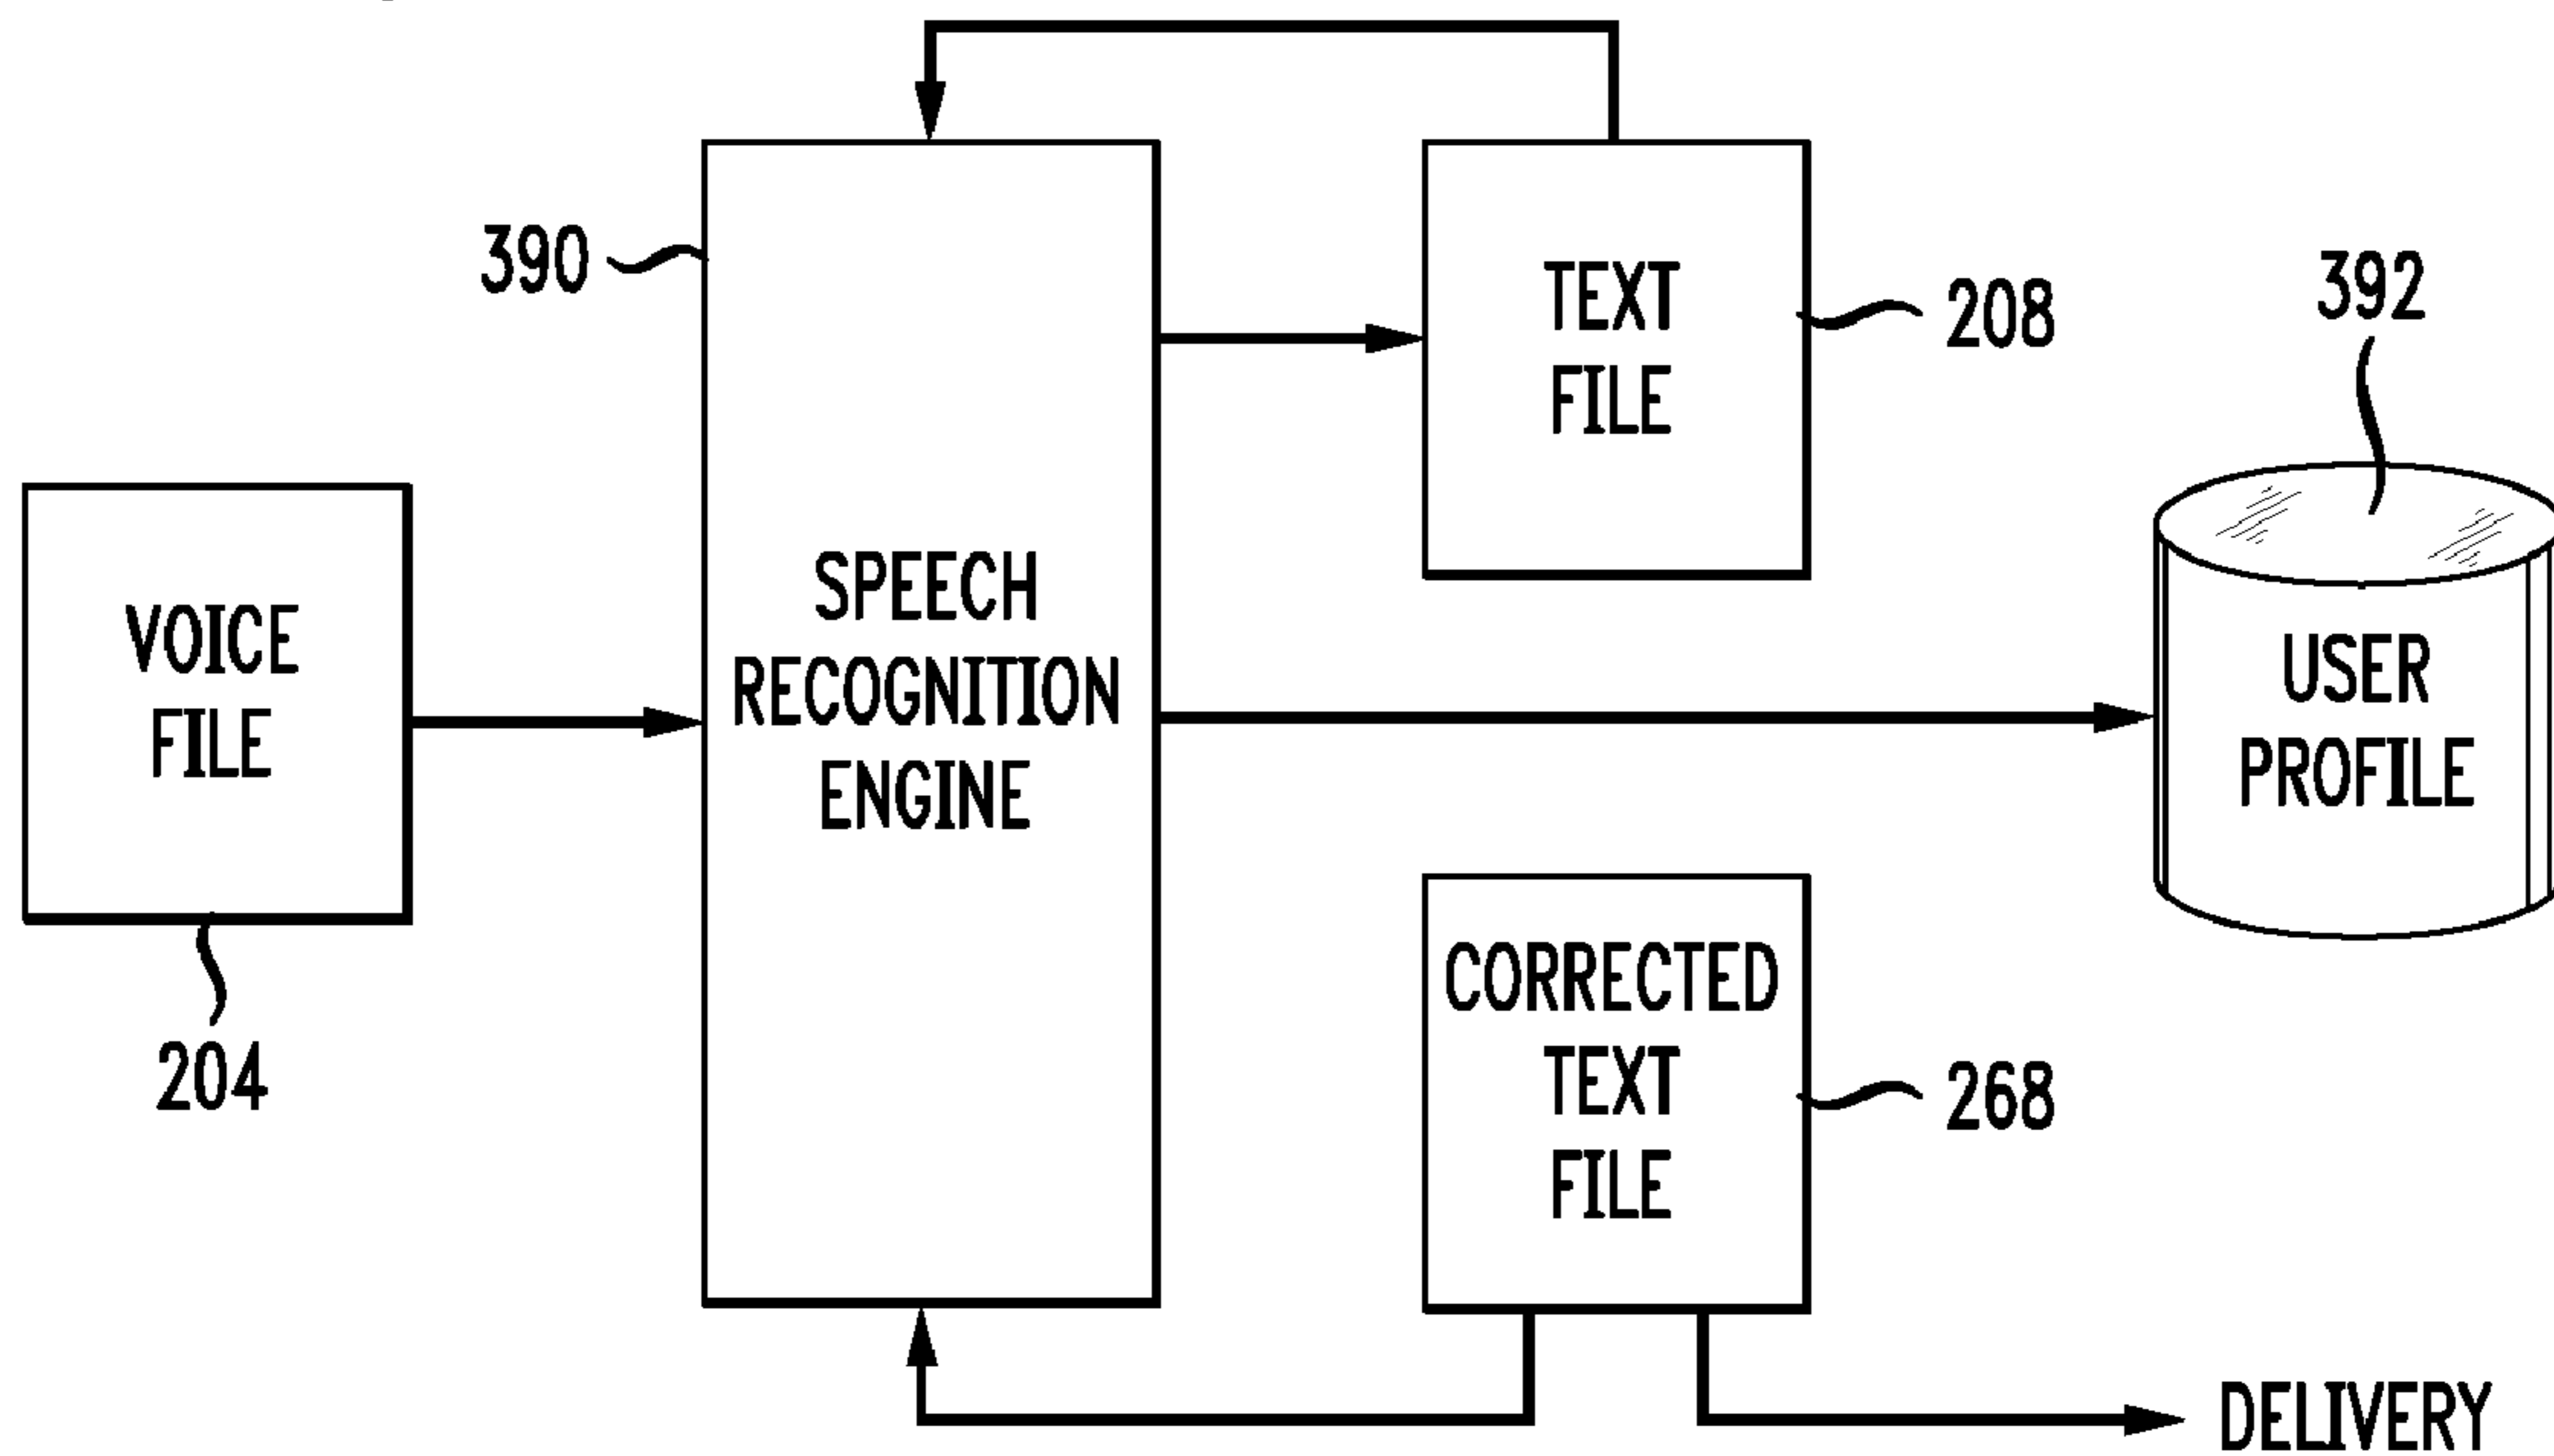 390
TEXT
FILE
208
392
VOICE
FILE
204
SPEECH
RECOGNITION
ENGINE
USER
PROFILE
CORRECTED
TEXT
FILE
268
DELIVERY